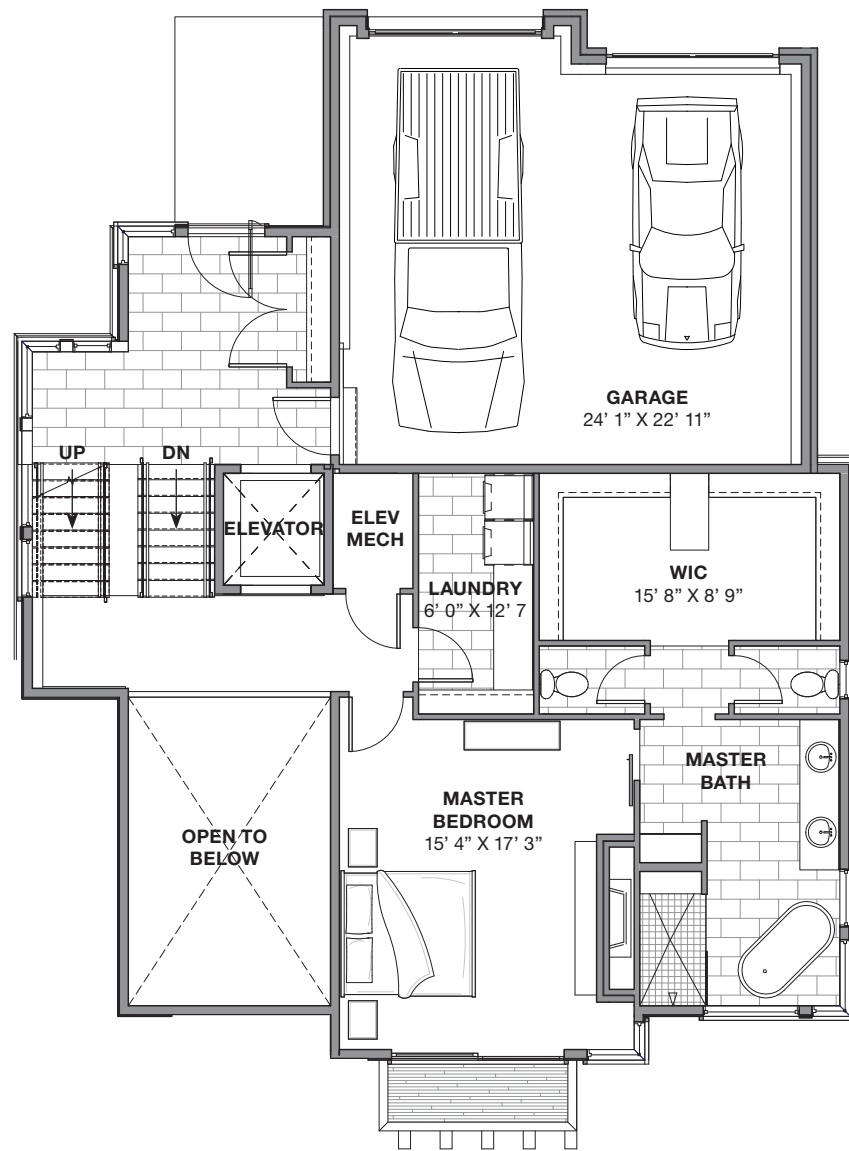 GARAGE
24’ 1” X 22’ 11”
UP
DN
ELEVATOR
ELEV
MECH
LAUNDRY
6’ 0” X 12’ 7
WIC
15’ 8” X 8’ 9”
MASTER
BATH
MASTER
BEDROOM
15’ 4” X 17’ 3”
OPEN TO
BELOW